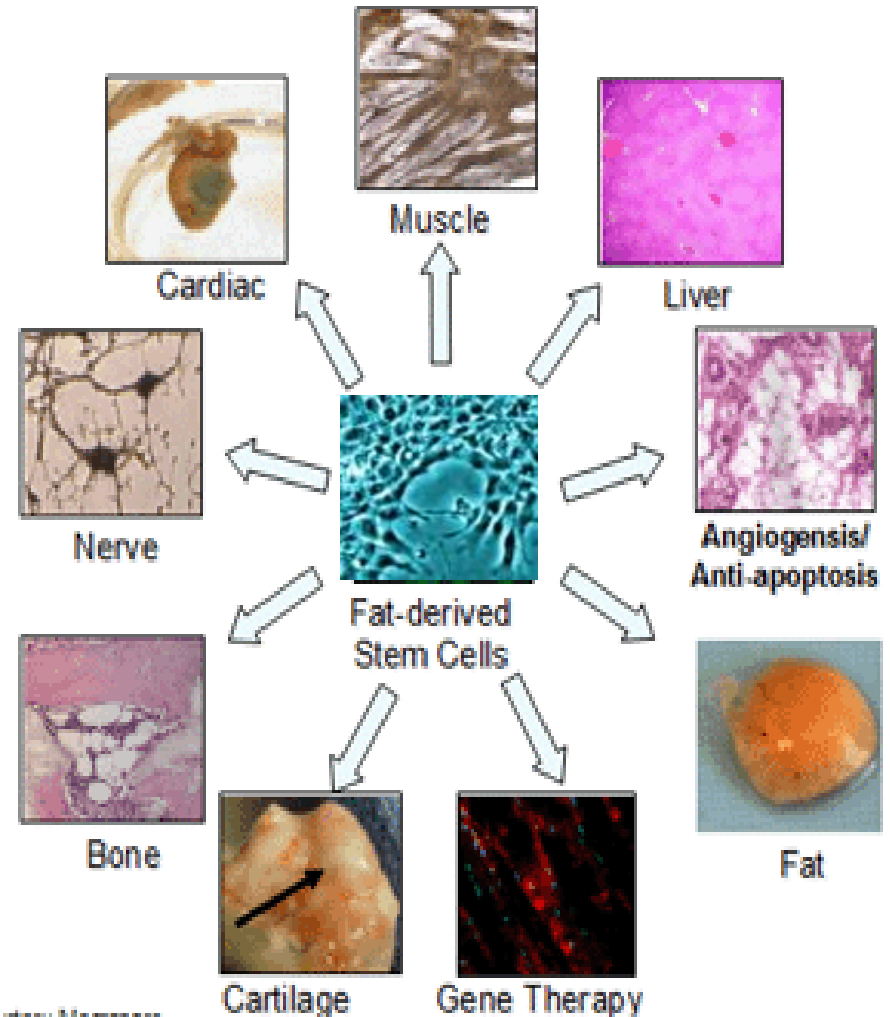 Muscle
Cardiac
Liver
Nerve
Angiogensis/
Anti-apoptosis
Fat-derived
Stem Cells
Bone
Fat
Cartilage
Gene Therapy